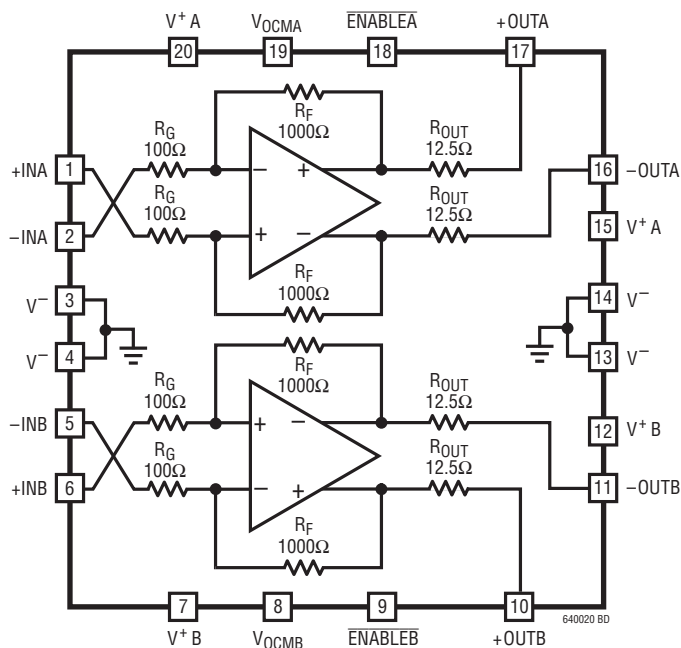 V+ A
VOCMA
ENABLEA
+OUTA
20
19
18
17
RF
1000Ω
RG
100Ω
ROUT
12.5Ω
+INA
1
−
+
16
−OUTA
RG
100Ω
ROUT
12.5Ω
−INA
2
+
−
15
V+ A
RF
1000Ω
V−
3
14
V−
V−
4
13
V−
RF
1000Ω
RG
100Ω
ROUT
12.5Ω
−INB
5
+
−
12
V+ B
RG
100Ω
ROUT
12.5Ω
+INB
6
−
+
11
−OUTB
RF
1000Ω
7
8
9
10
640020 BD
V+ B
VOCMB
ENABLEB
+OUTB